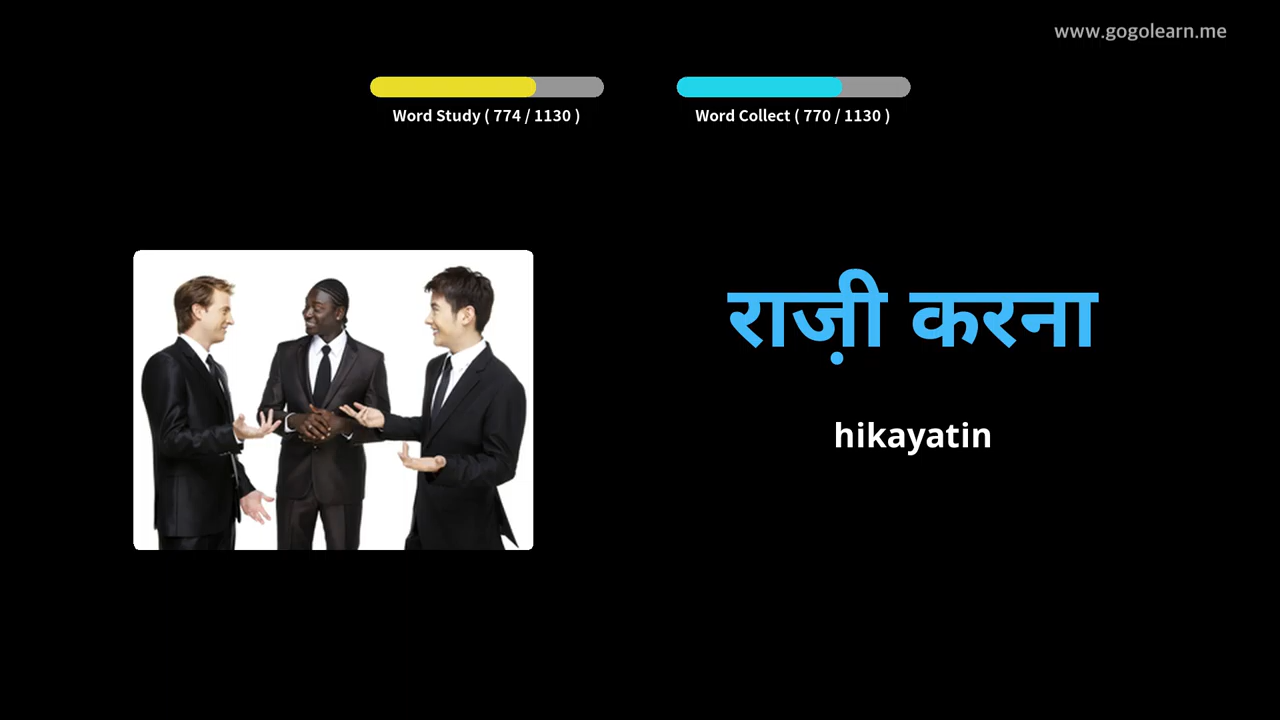 www.gogolearn.me
Word Study ( 774 / 1130 )
Word Collect ( 770 / 1130 )
राज़ी करना
hikayatin